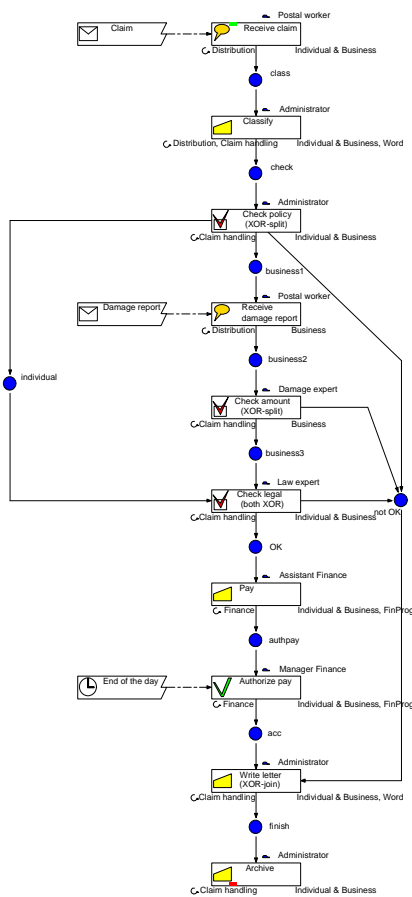 Postal worker
Claim
Receive claim
Distribution
Individual & Business
class
Administrator
Classify
Distribution, Claim handling
Individual & Business, Word
check
Administrator
Check policy
(XOR-split)
Claim handling
Individual & Business
business1
Postal worker
Damage report
Receive
damage report
Distribution
Business
business2
individual
Damage expert
Check amount
(XOR-split)
Claim handling
Business
business3
Law expert
Check legal
(both XOR)
Claim handling
Individual & Business
not OK
OK
Assistant Finance
Pay
Finance
Individual & Business, FinProg
authpay
Manager Finance
End of the day
Authorize pay
Finance
Individual & Business, FinProg
acc
Administrator
Write letter
(XOR-join)
Claim handling
Individual & Business, Word
finish
Administrator
Archive
Claim handling
Individual & Business